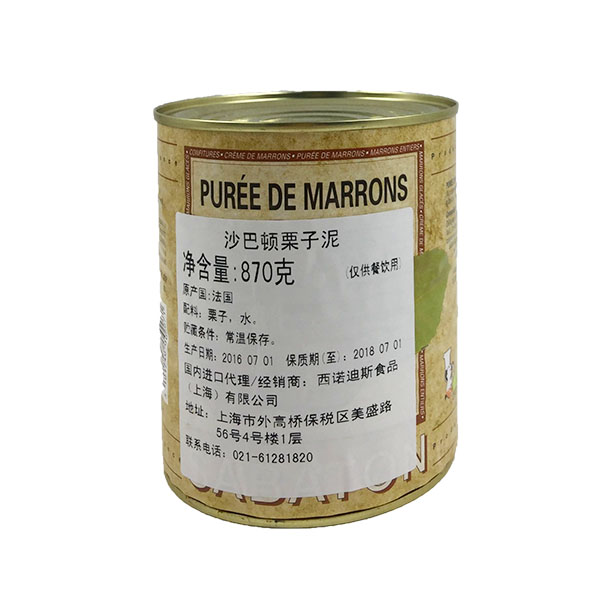 CONFITURES • CRÈME DE MARRONS • PURÉE DE MARRONS • MARRONS ENTIERS
MARRONS GLACÉS
PURÉE DE MARRONS
沙巴顿栗子泥
净含量:870克
(仅供餐饮用)
原产国:法国
配料：栗子，水。
贮藏条件：常温保存。
生产日期：2016 07 01 保质期(至)：2018 07 01
国内进口代理/经销商：西诺迪斯食品
（上海）有限公司
地址：上海市外高桥保税区美盛路
56号4号楼1层
联系电话：021-61281820
SABATON